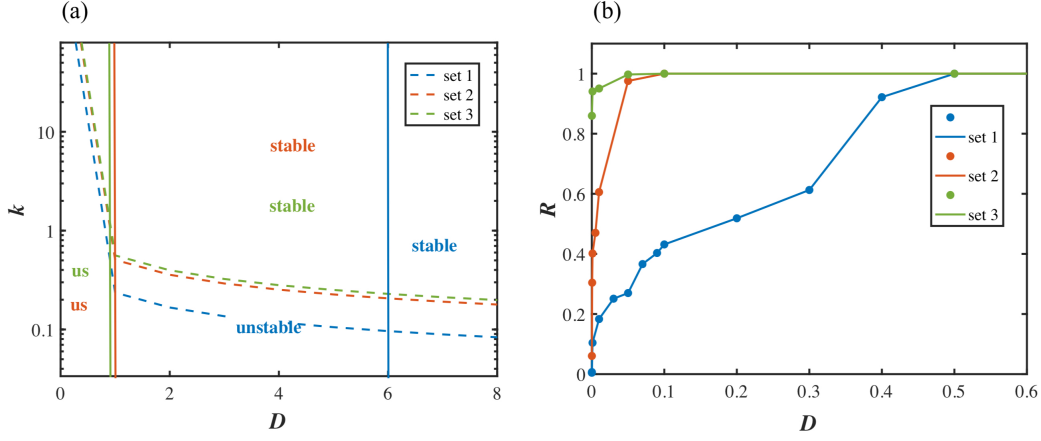 (a)
k
10
1
0.1
0
2
4
6
8
D
set 1
set 2
set 3
stable
stable
stable
us
us
unstable
(b)
R
1
0.8
0.6
0.4
0.2
0
0
0.1
0.2
0.3
0.4
0.5
0.6
D
set 1
set 2
set 3